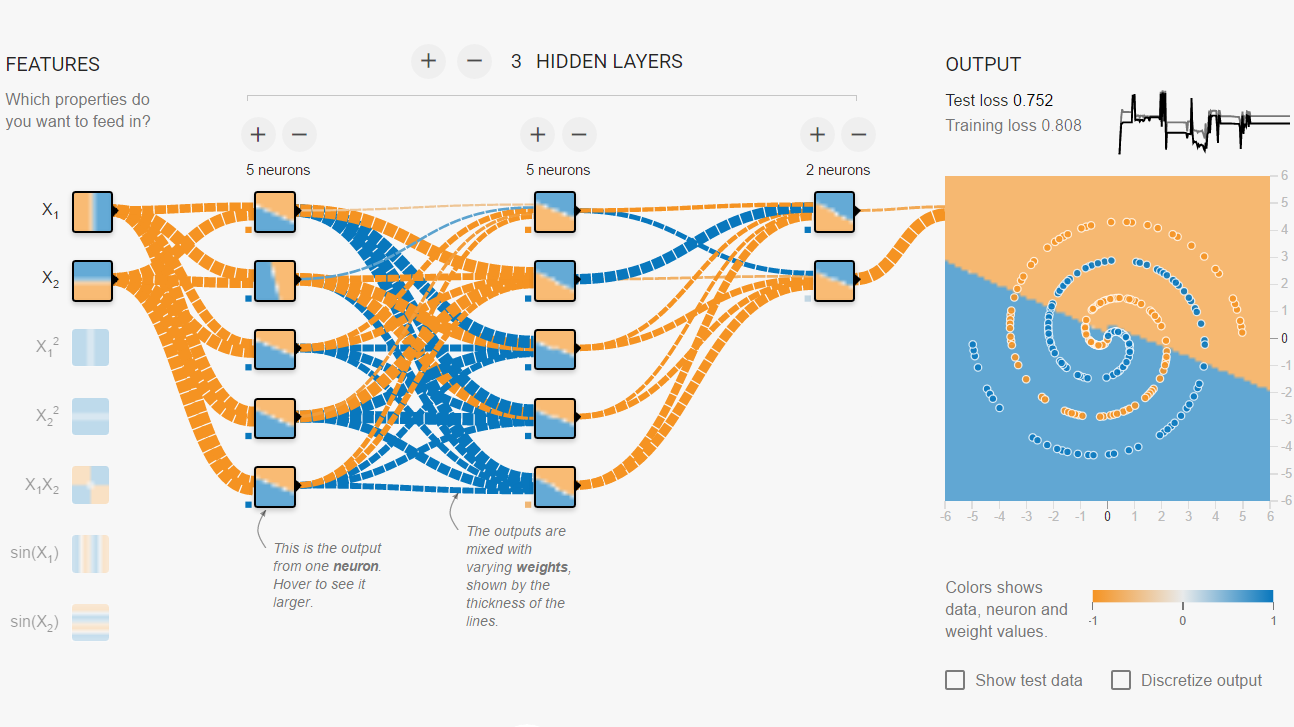 FEATURES
Which properties do
you want to feed in?
+ − 3 HIDDEN LAYERS
+ −
5 neurons
+ −
5 neurons
+ −
2 neurons
X₁
X₂
X₁²
X₂²
X₁X₂
sin(X₁)
sin(X₂)
This is the output
from one neuron.
Hover to see it
larger.
The outputs are
mixed with
varying weights,
shown by the
thickness of the
lines.
OUTPUT
Test loss 0.752
Training loss 0.808
6
5
4
3
2
1
0
-1
-2
-3
-4
-5
-6
-6 -5 -4 -3 -2 -1 0 1 2 3 4 5 6
Colors shows
data, neuron and
weight values.
-1 0 1
Show test data
Discretize output